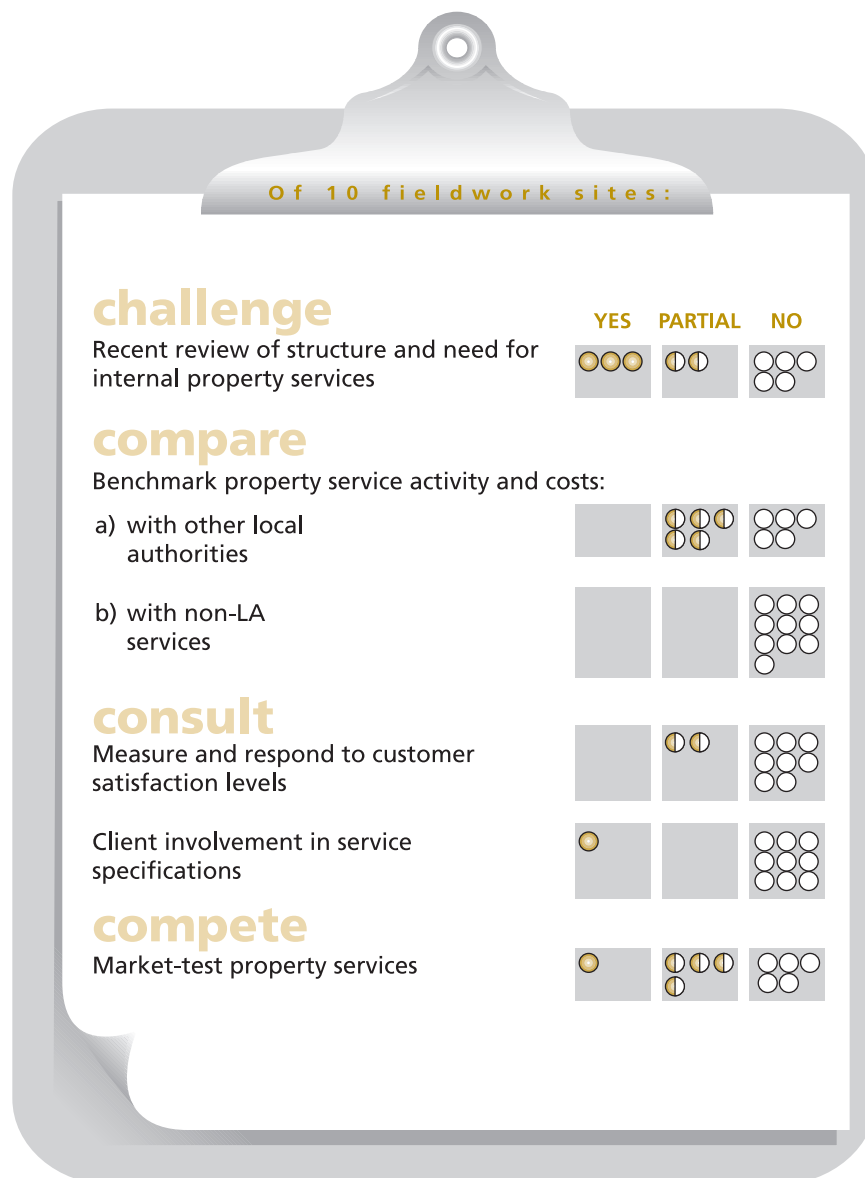 Of 10 fieldwork sites:
challenge
YES PARTIAL NO
Recent review of structure and need for
internal property services
compare
Benchmark property service activity and costs:
a) with other local
authorities
b) with non-LA
services
consult
Measure and respond to customer
satisfaction levels
Client involvement in service
specifications
compete
Market-test property services